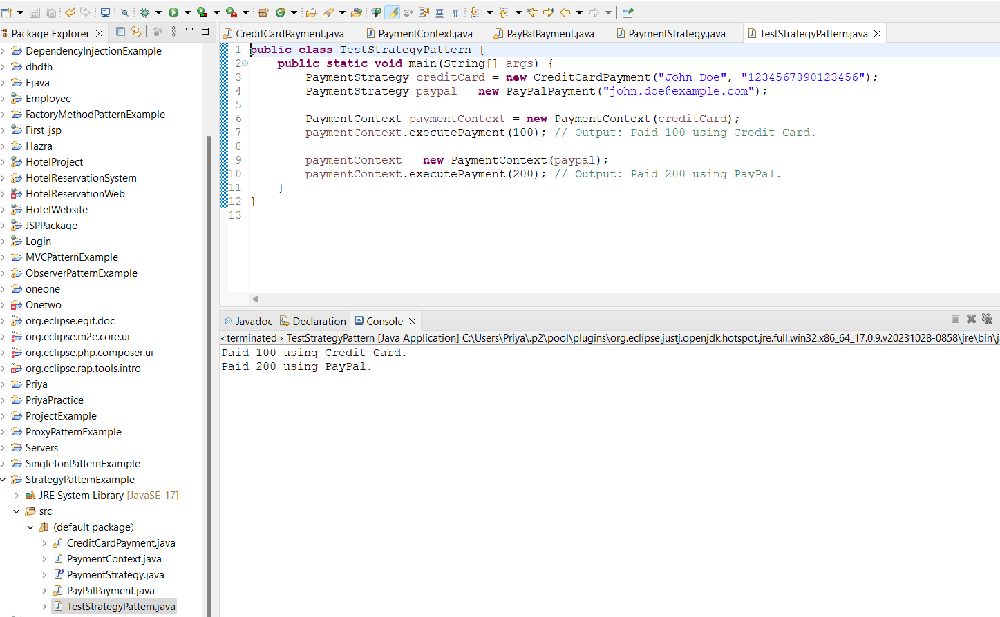 Package Explorer
DependencyInjectionExample
dhdth
Ejava
Employee
FactoryMethodPatternExample
First_jsp
Hazra
HotelProject
HotelReservationSystem
HotelReservationWeb
HotelWebsite
JSPPackage
Login
MVCPatternExample
ObserverPatternExample
oneone
Onetwo
org.eclipse.egit.doc
org.eclipse.m2e.core.ui
org.eclipse.php.composer.ui
org.eclipse.rap.tools.intro
Priya
PriyaPractice
ProjectExample
ProxyPatternExample
Servers
SingletonPatternExample
StrategyPatternExample
JRE System Library [JavaSE-17]
src
(default package)
CreditCardPayment.java
PaymentContext.java
PaymentStrategy.java
PayPalPayment.java
TestStrategyPattern.java
CreditCardPayment.java PaymentContext.java PayPalPayment.java PaymentStrategy.java TestStrategyPattern.java
1 public class TestStrategyPattern {
2 public static void main(String[] args) {
3 PaymentStrategy creditCard = new CreditCardPayment("John Doe", "1234567890123456");
4 PaymentStrategy paypal = new PayPalPayment("john.doe@example.com");
5
6 PaymentContext paymentContext = new PaymentContext(creditCard);
7 paymentContext.executePayment(100); // Output: Paid 100 using Credit Card.
8
9 paymentContext = new PaymentContext(paypal);
10 paymentContext.executePayment(200); // Output: Paid 200 using PayPal.
11 }
12 }
13
@ Javadoc Declaration Console
<terminated> TestStrategyPattern [Java Application] C:\Users\Priya\.p2\pool\plugins\org.eclipse.justj.openjdk.hotspot.jre.full.win32.x86_64_17.0.9.v20231028-0858\jre\bin\j
Paid 100 using Credit Card.
Paid 200 using PayPal.